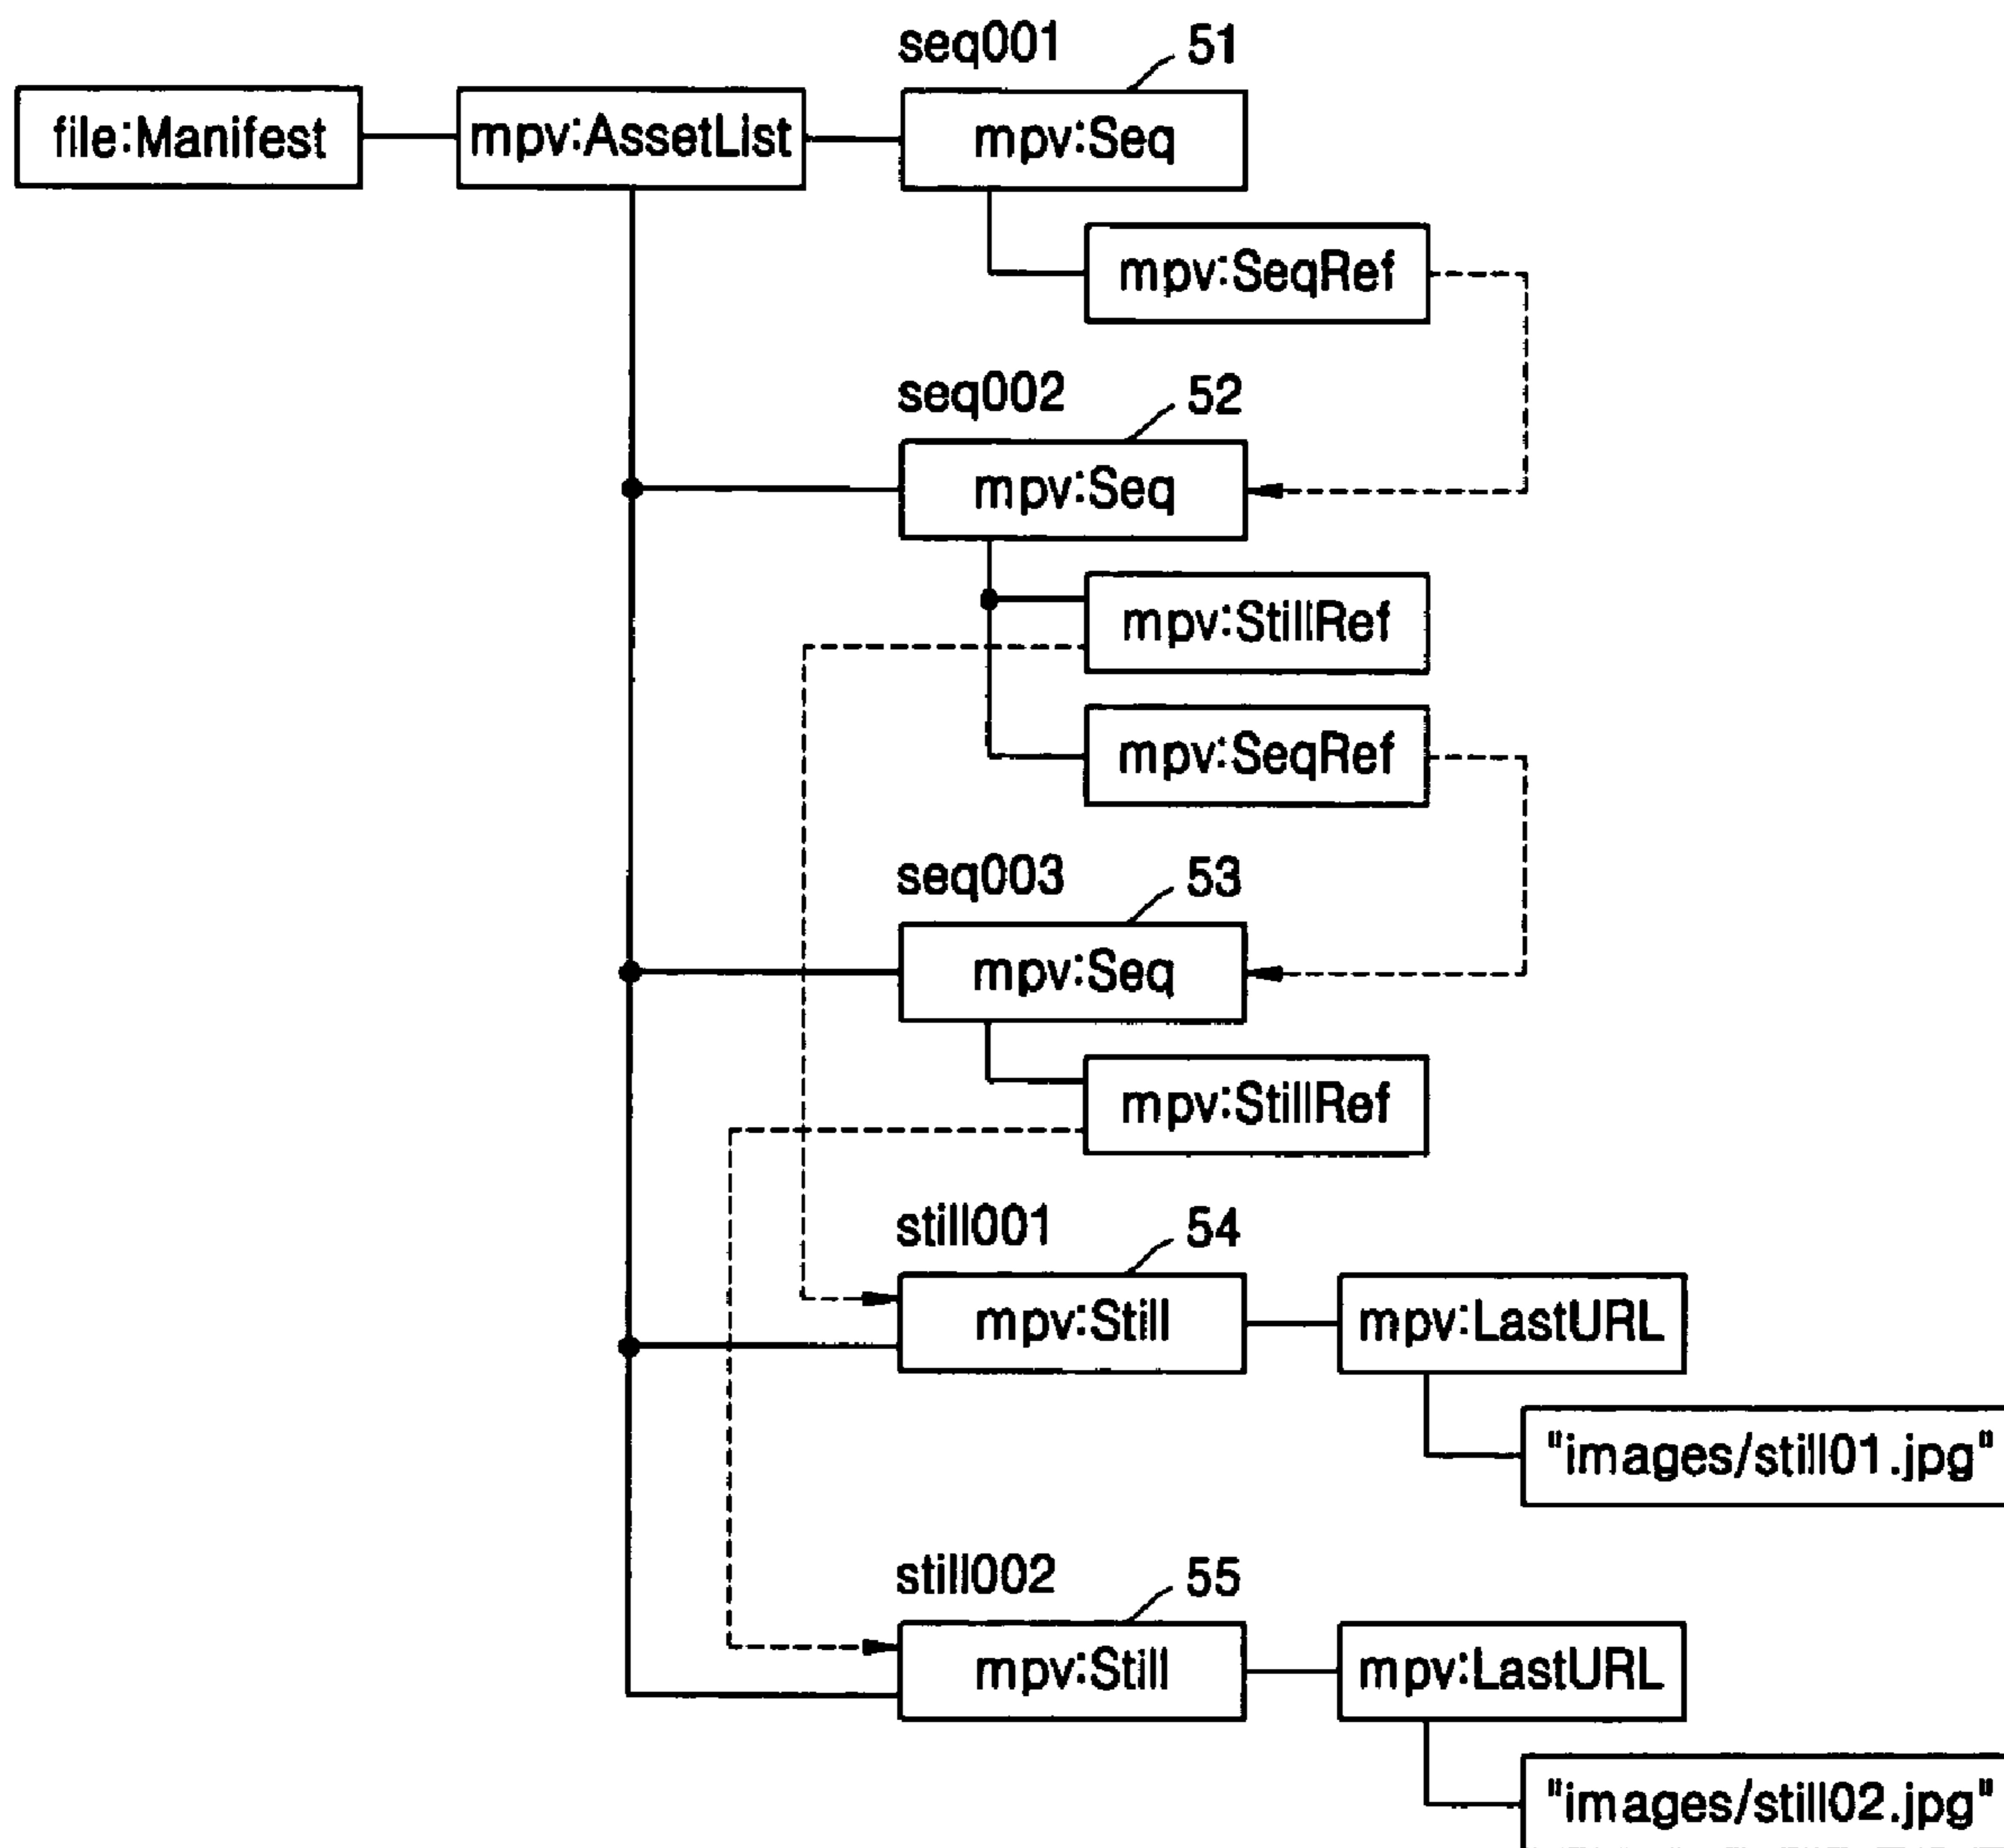 seq001 51
file:Manifest
mpv:AssetList
mpv:Seq
mpv:SeqRef
seq002 52
mpv:Seq
mpv:StillRef
mpv:SeqRef
seq003 53
mpv:Seq
mpv:StillRef
still001 54
mpv:Still
mpv:LastURL
"images/still01.jpg"
still002 55
mpv:Still
mpv:LastURL
"images/still02.jpg"